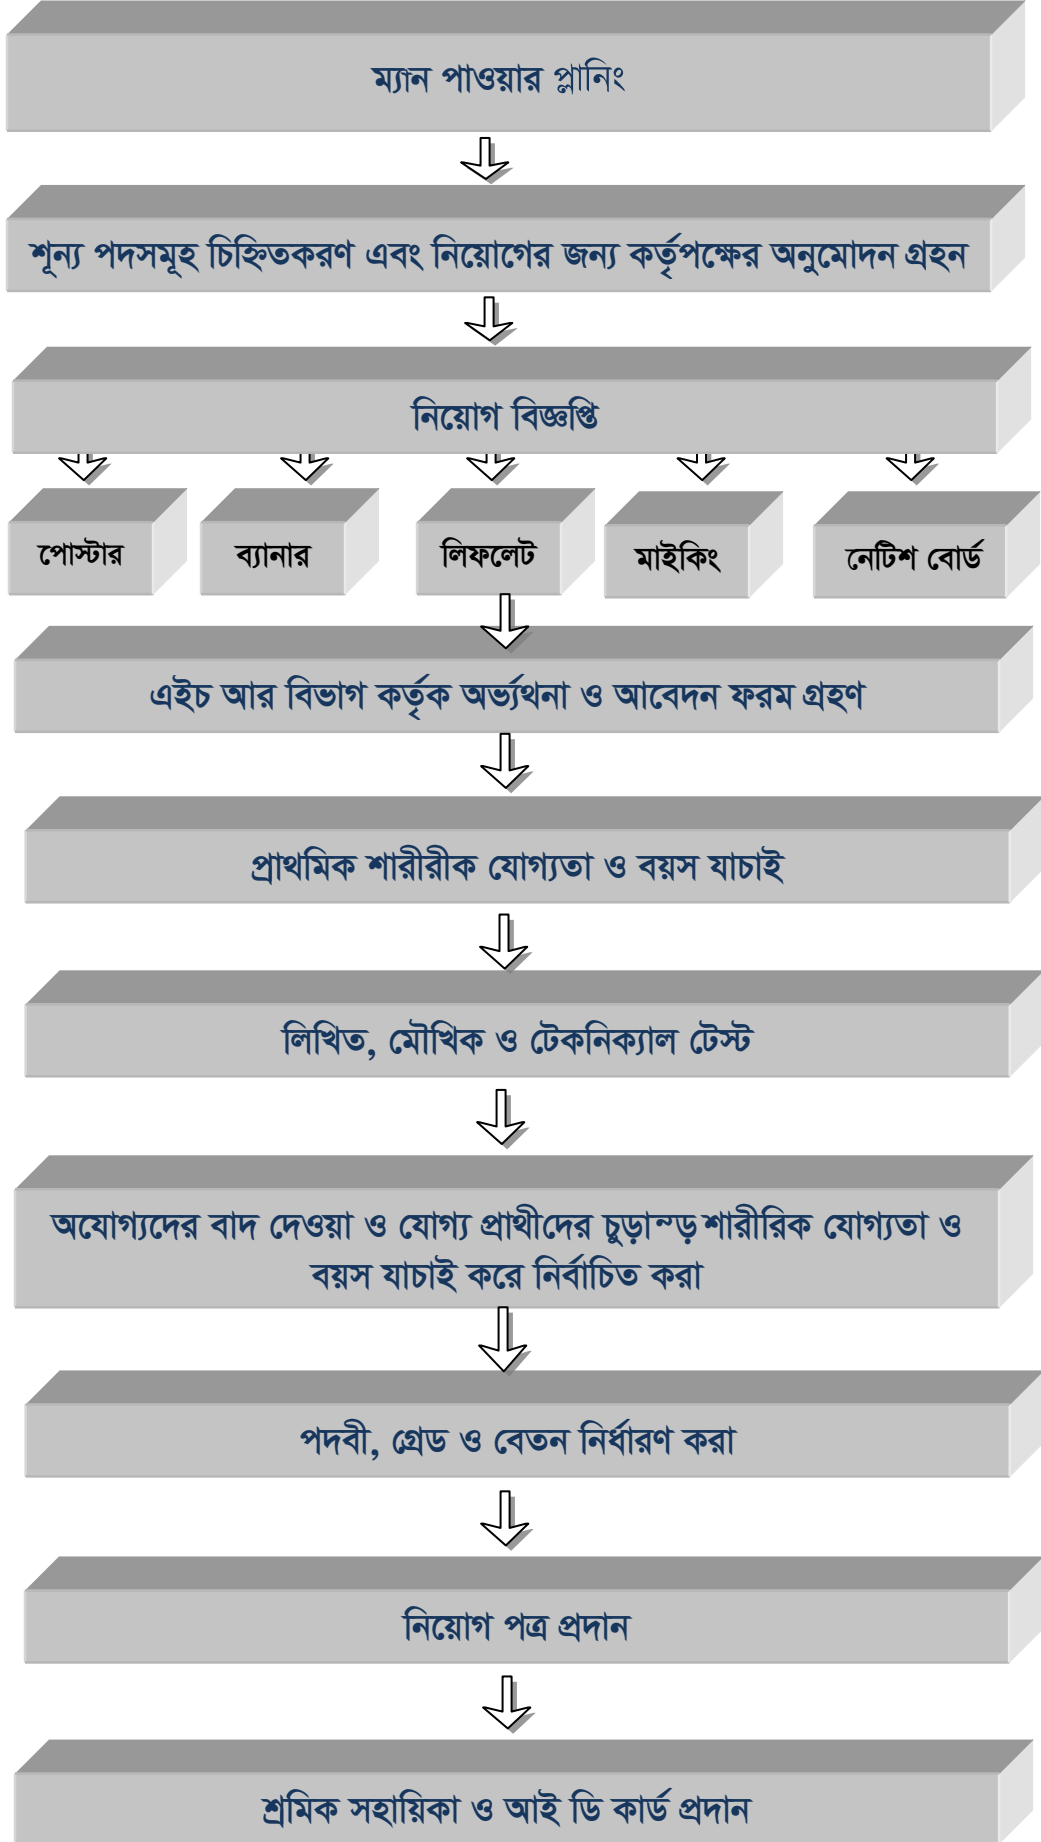 ম্যান পাওয়ার প্লানিং
শূন্য পদসমূহ চিহ্নিতকরণ এবং নিয়োগের জন্য কর্তৃপক্ষের অনুমোদন গ্রহন
নিয়োগ বিজ্ঞপ্তি
পোস্টার ব্যানার লিফলেট মাইকিং নেটিশ বোর্ড
এইচ আর বিভাগ কর্তৃক অর্ভ্যথনা ও আবেদন ফরম গ্রহণ
প্রাথমিক শারীরীক যোগ্যতা ও বয়স যাচাই
লিখিত, মৌখিক ও টেকনিক্যাল টেস্ট
অযোগ্যদের বাদ দেওয়া ও যোগ্য প্রাথীদের চুড়াম্ড় শারীরিক যোগ্যতা ও
বয়স যাচাই করে নির্বাচিত করা
পদবী, গ্রেড ও বেতন নির্ধারণ করা
নিয়োগ পত্র প্রদান
শ্রমিক সহায়িকা ও আই ডি কার্ড প্রদান